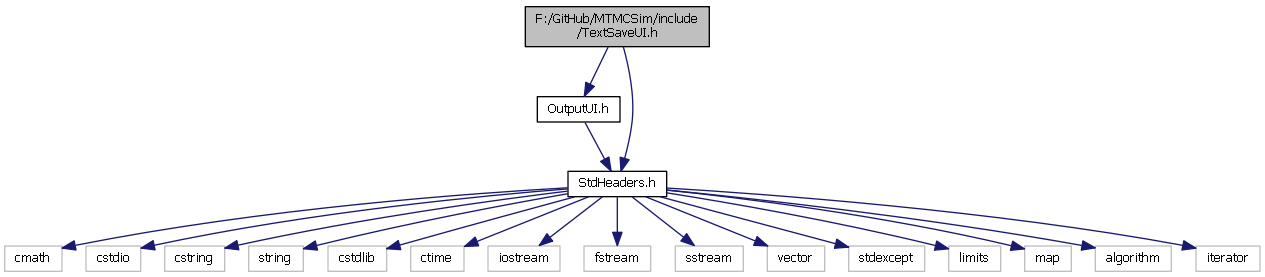 F:/GitHub/MTMCSim/include
/TextSaveUI.h
OutputUI.h
StdHeaders.h
cmath
cstdio
cstring
string
cstdlib
ctime
iostream
fstream
sstream
vector
stdexcept
limits
map
algorithm
iterator